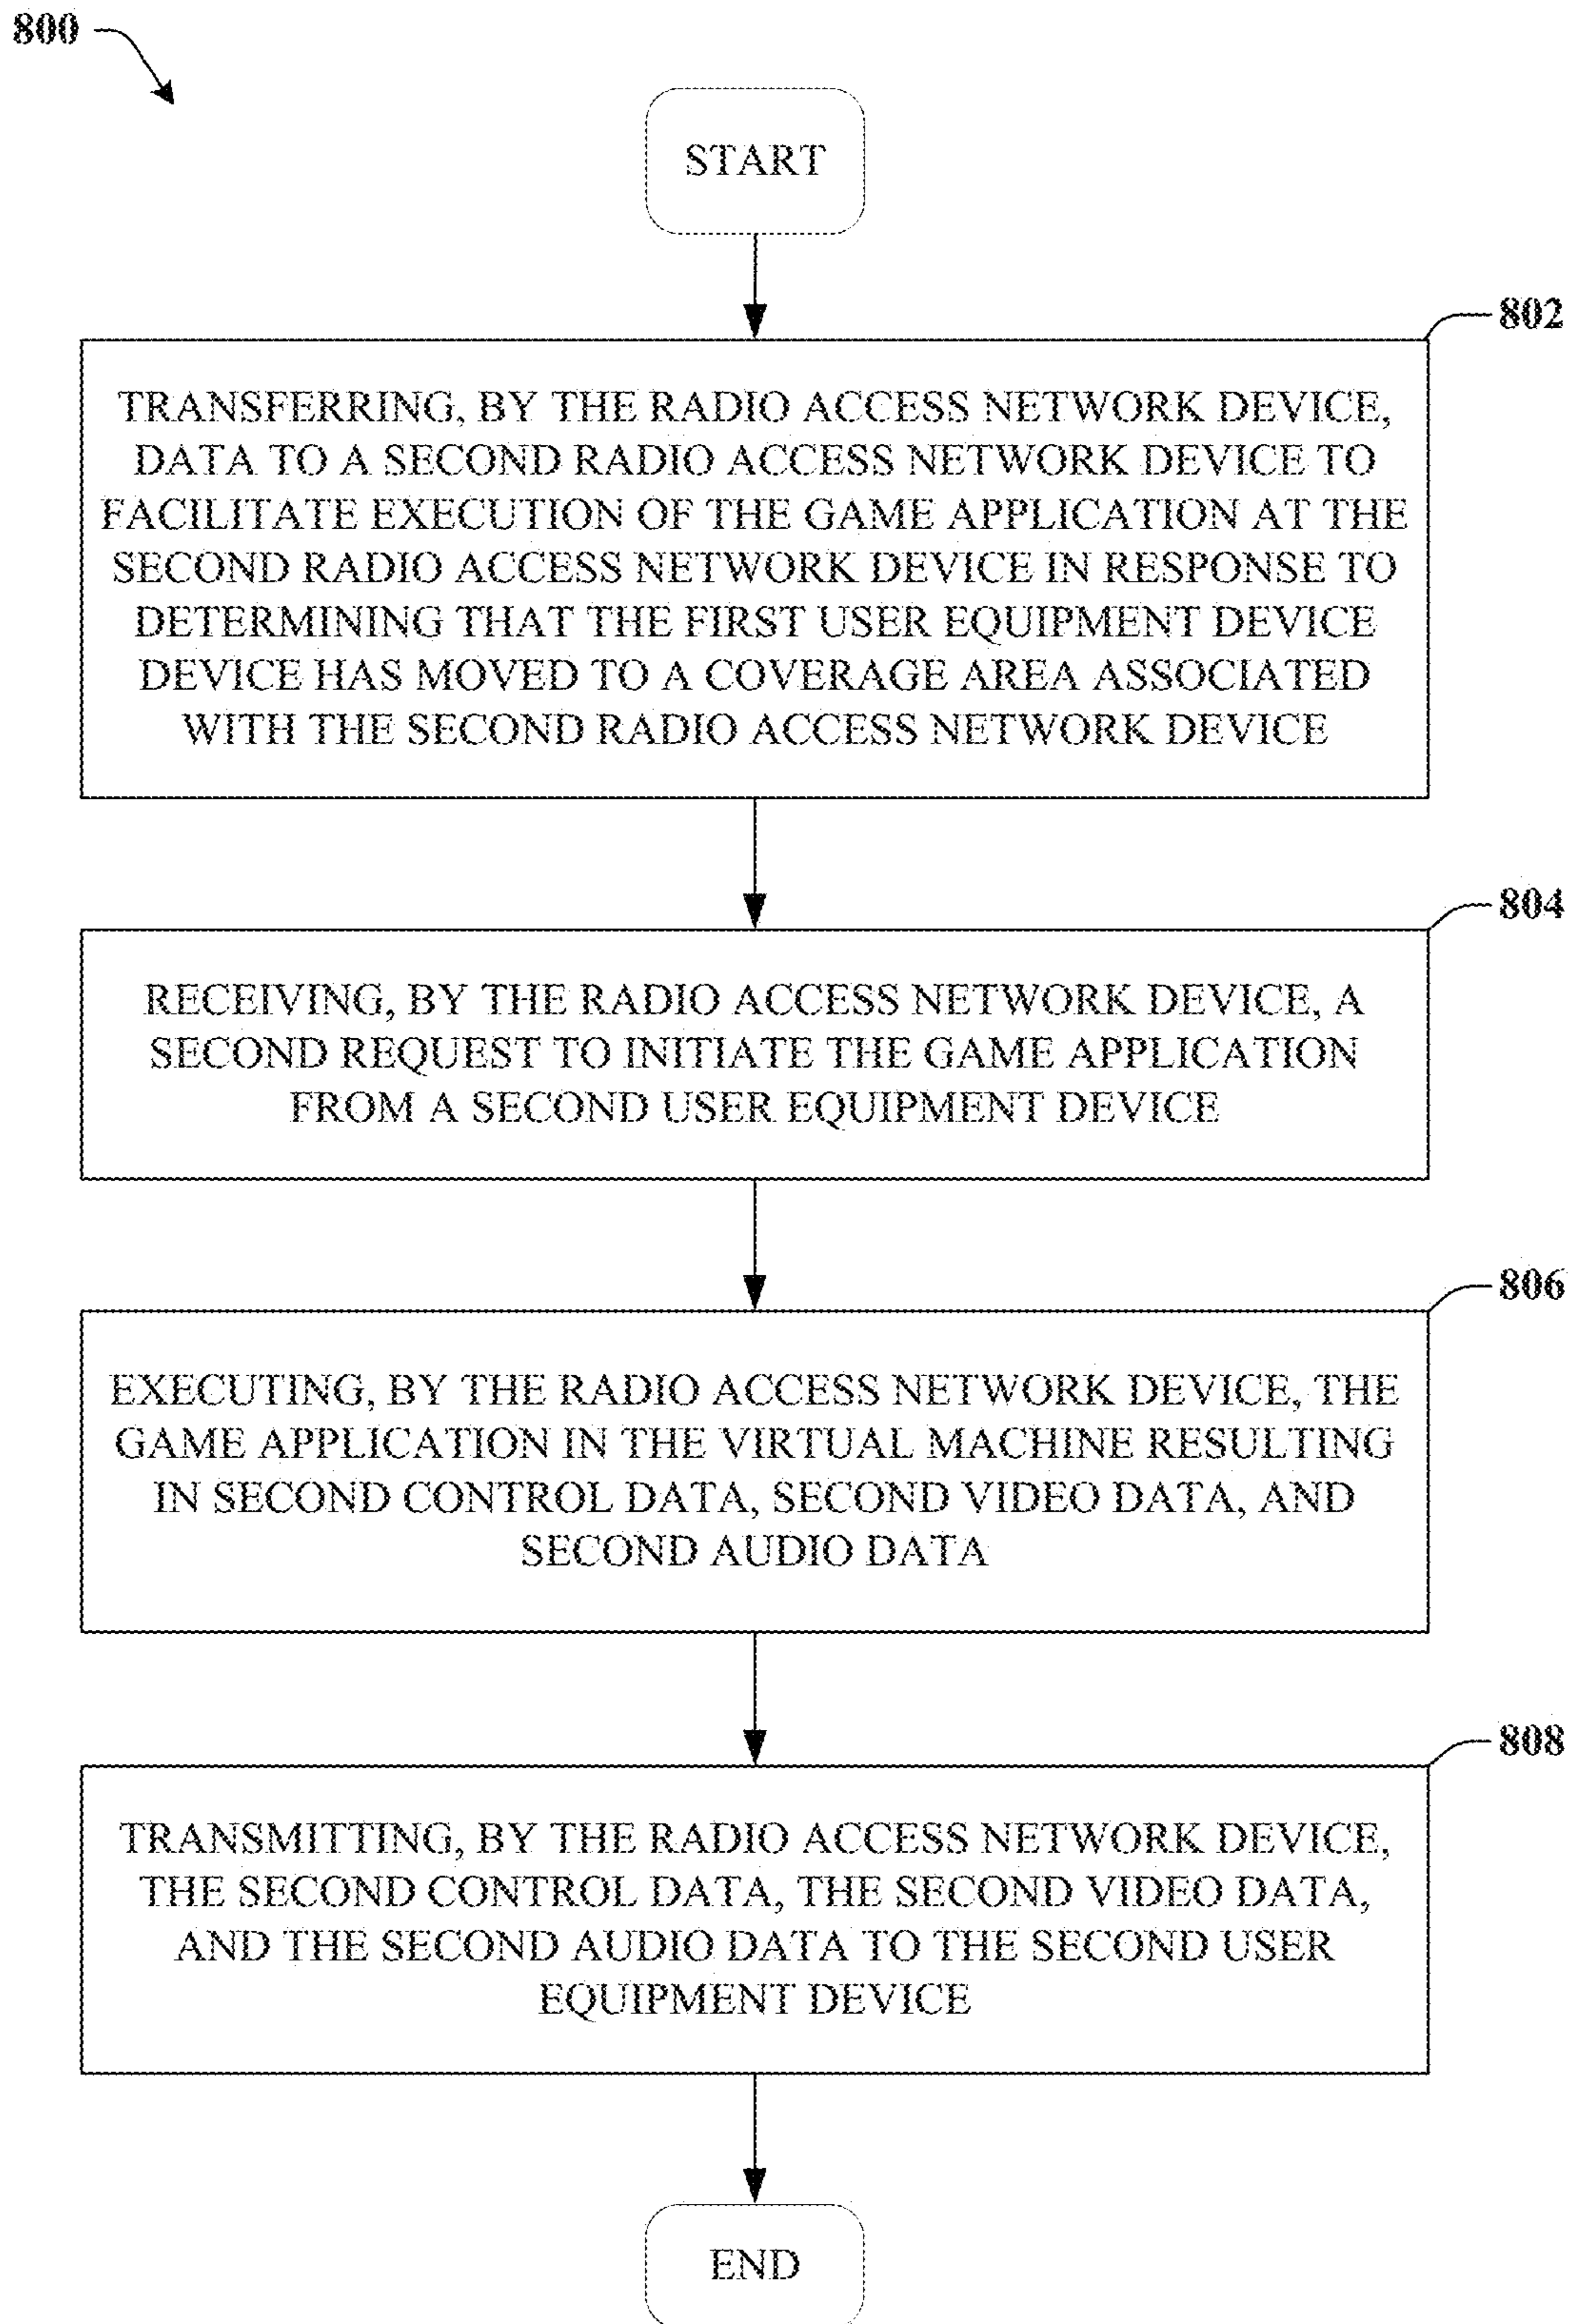 800
START
802
TRANSFERRING, BY THE RADIO ACCESS NETWORK DEVICE,
DATA TO A SECOND RADIO ACCESS NETWORK DEVICE TO
FACILITATE EXECUTION OF THE GAME APPLICATION AT THE
SECOND RADIO ACCESS NETWORK DEVICE IN RESPONSE TO
DETERMINING THAT THE FIRST USER EQUIPMENT DEVICE
DEVICE HAS MOVED TO A COVERAGE AREA ASSOCIATED
WITH THE SECOND RADIO ACCESS NETWORK DEVICE
804
RECEIVING, BY THE RADIO ACCESS NETWORK DEVICE, A
SECOND REQUEST TO INITIATE THE GAME APPLICATION
FROM A SECOND USER EQUIPMENT DEVICE
806
EXECUTING, BY THE RADIO ACCESS NETWORK DEVICE, THE
GAME APPLICATION IN THE VIRTUAL MACHINE RESULTING
IN SECOND CONTROL DATA, SECOND VIDEO DATA, AND
SECOND AUDIO DATA
808
TRANSMITTING, BY THE RADIO ACCESS NETWORK DEVICE,
THE SECOND CONTROL DATA, THE SECOND VIDEO DATA,
AND THE SECOND AUDIO DATA TO THE SECOND USER
EQUIPMENT DEVICE
END